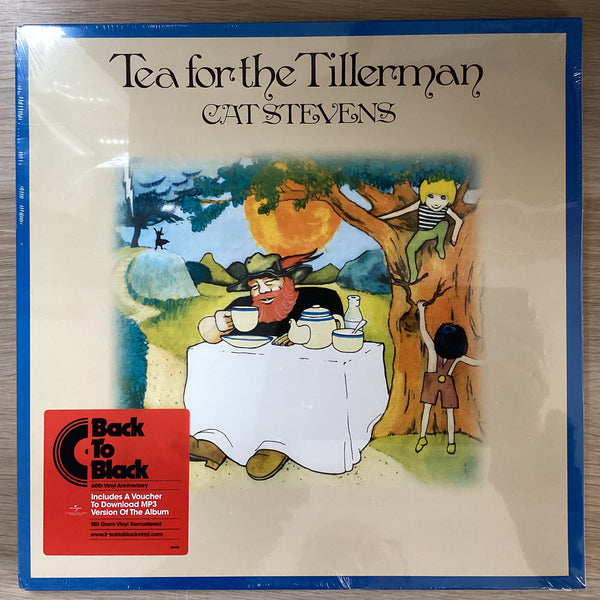 Tea for the Tillerman
CAT STEVENS
Back
To
Black
60th Vinyl Anniversary
Includes A Voucher
To Download MP3
Version Of The Album
180 Gram Vinyl Remastered
www.backtoblackvinyl.com